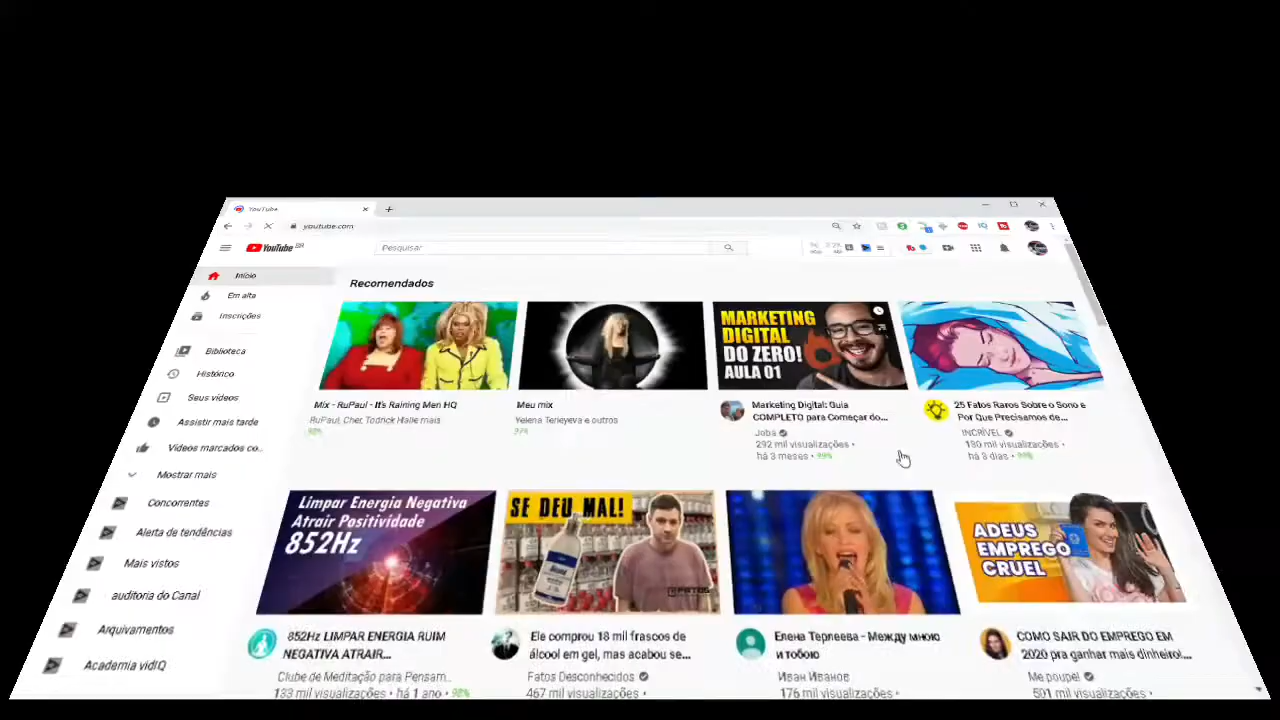 YouTube
youtube.com
YouTube BR
Pesquisar
Início
Em alta
Inscrições
Biblioteca
Histórico
Seus vídeos
Assistir mais tarde
Vídeos marcados co...
Mostrar mais
Concorrentes
Alerta de tendências
Mais vistos
auditoria do Canal
Arquivamentos
Academia vidIQ
Recomendados
Mix - RuPaul - It's Raining Men HQ
RuPaul, Cher, Todrick Hall e mais
98%
Meu mix
Yelena Terleyeva e outros
97%
MARKETING
DIGITAL
DO ZERO!
AULA 01
Marketing Digital: Guia
COMPLETO para Começar do...
Joba
292 mil visualizações •
há 3 meses • 99%
25 Fatos Raros Sobre o Sono e
Por Que Precisamos de...
INCRÍVEL
180 mil visualizações •
há 3 dias •
Limpar Energia Negativa
Atrair Positividade
852Hz
852Hz LIMPAR ENERGIA RUIM
NEGATIVA ATRAIR...
Clube de Meditação para Pensam...
133 mil visualizações • há 1 ano • 98%
SE DEU MAL!
FATOS
Ele comprou 18 mil frascos de
álcool em gel, mas acabou se...
Fatos Desconhecidos
467 mil visualizações •
Елена Терлеева - Между мною
и тобою
Иван Иванов
176 mil visualizações •
ADEUS
EMPREGO
CRUEL
COMO SAIR DO EMPREGO EM
2020 pra ganhar mais dinheiro!...
Me poupe!
501 mil visualizações •